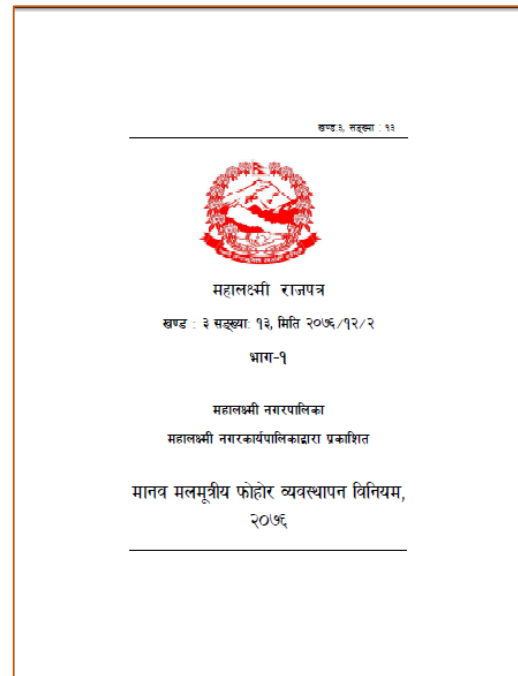 खण्ड:३, सङ्ख्या : १३
महालक्ष्मी राजपत्र
खण्ड : ३ सङ्ख्या: १३, मिति २०७६/१२/२
भाग-१
महालक्ष्मी नगरपालिका
महालक्ष्मी नगरकार्यपालिकाद्वारा प्रकाशित
मानव मलमूत्रीय फोहोर व्यवस्थापन विनियम,
२०७६